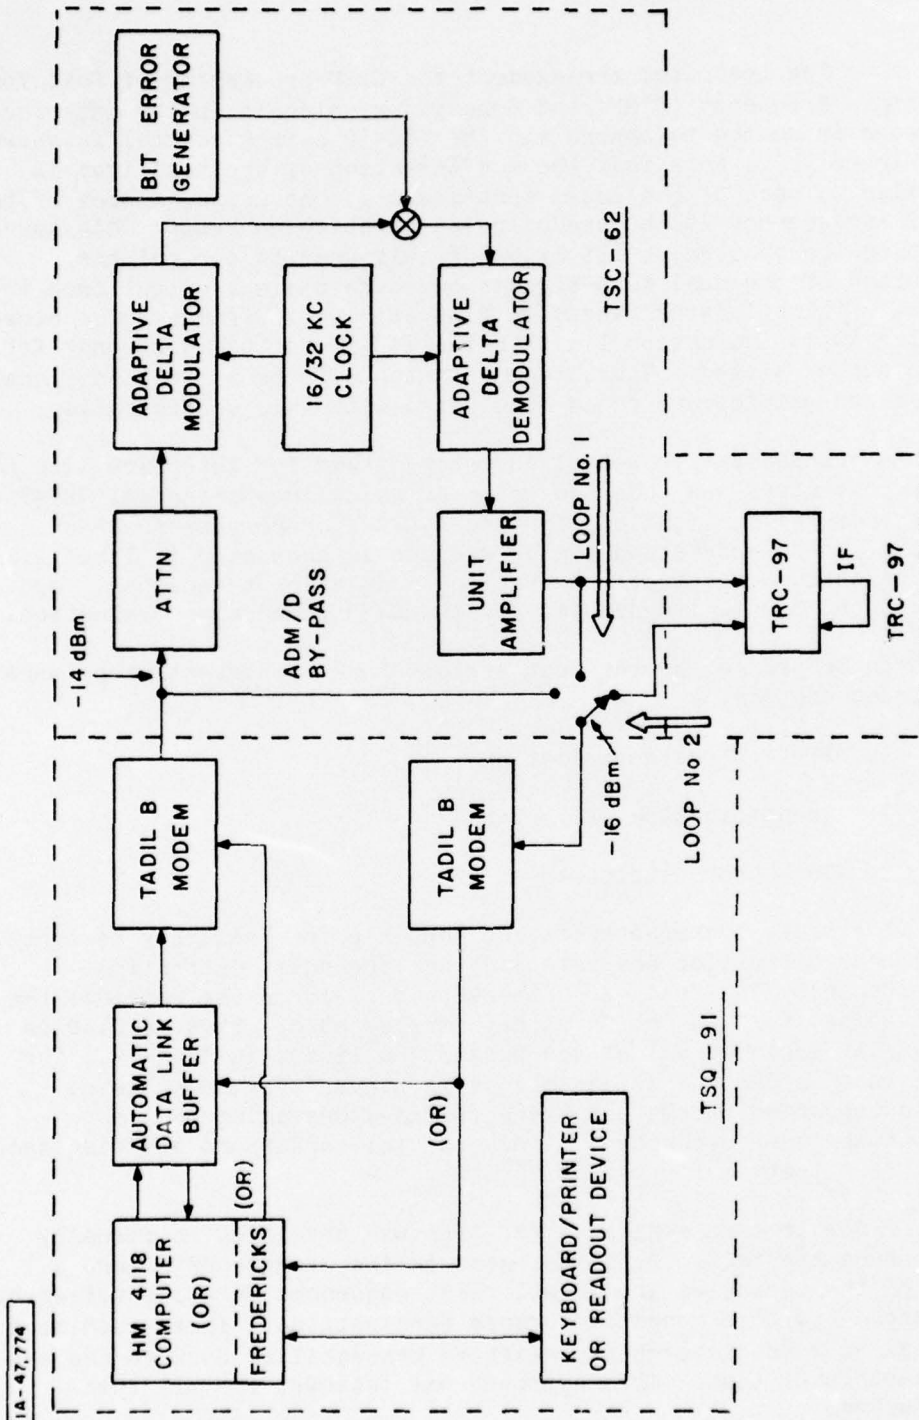 IA-47,774
HM 4118
COMPUTER
(OR)
FREDERICKS
(OR)
AUTOMATIC
DATA LINK
BUFFER
TADIL B
MODEM
-14 dBm
ATTN
ADAPTIVE
DELTA
MODULATOR
BIT ERROR
GENERATOR
ADM/D
BY-PASS
16/32 KC
CLOCK
KEYBOARD/PRINTER
OR READOUT DEVICE
(OR)
TADIL B
MODEM
-16 dBm
UNIT
AMPLIFIER
ADAPTIVE
DELTA
DEMODULATOR
LOOP No. 1
LOOP No 2
TSQ-91
TSC-62
TRC-97
IF
TRC-97